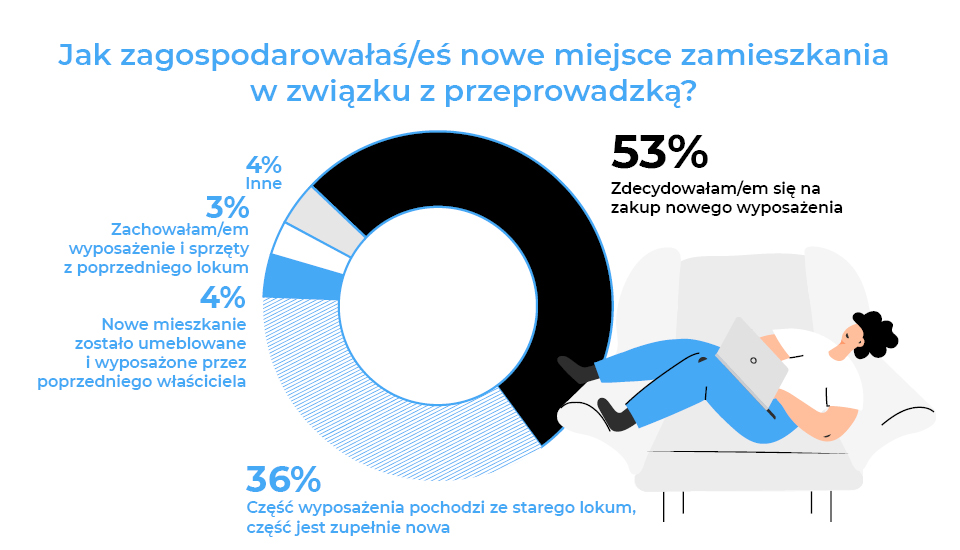 Jak zagospodarowałaś/eś nowe miejsce zamieszkania
w związku z przeprowadzką?
53%
Zdecydowałam/em się na
zakup nowego wyposażenia
4%
Inne
3%
Zachowałam/em
wyposażenie i sprzęty
z poprzedniego lokum
4%
Nowe mieszkanie
zostało umeblowane
i wyposażone przez
poprzedniego właściciela
36%
Część wyposażenia pochodzi ze starego lokum,
część jest zupełnie nowa